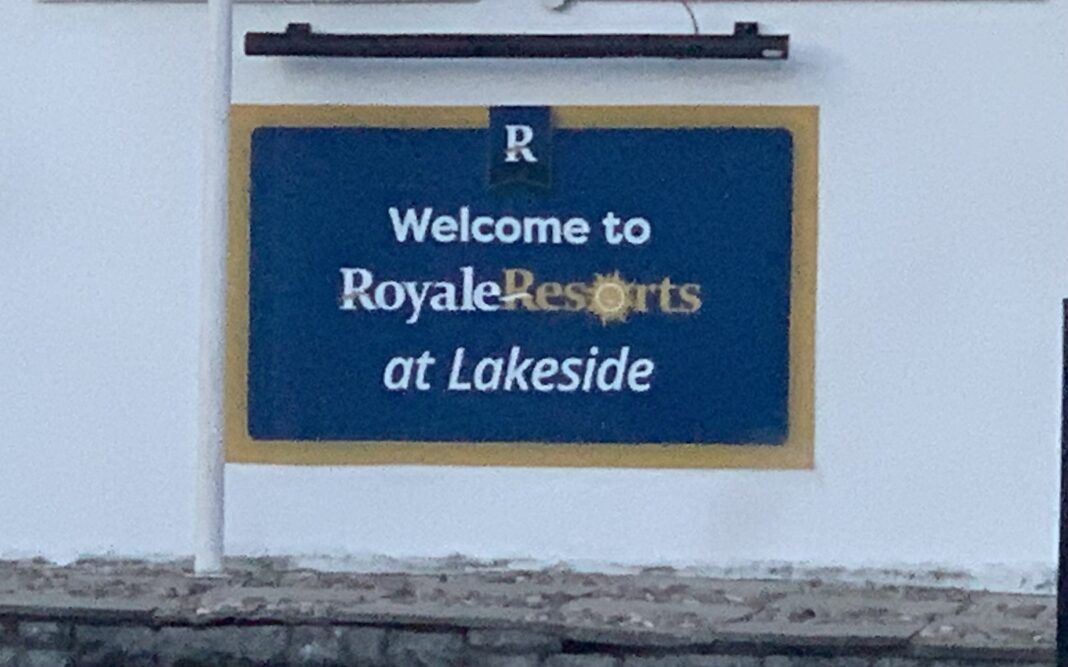 R
Welcome to
RoyaleResorts
at Lakeside